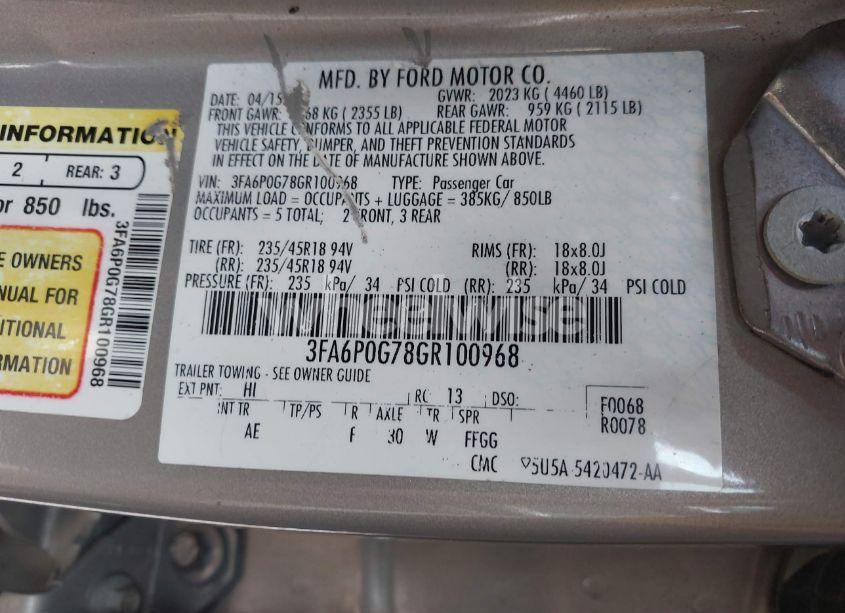 MFD. BY FORD MOTOR CO.
DATE: 04/15 GVWR: 2023 KG ( 4460 LB)
FRONT GAWR: 68 KG ( 2355 LB) REAR GAWR: 959 KG ( 2115 LB)
THIS VEHICLE CONFORMS TO ALL APPLICABLE FEDERAL MOTOR
VEHICLE SAFETY, BUMPER, AND THEFT PREVENTION STANDARDS
IN EFFECT ON THE DATE OF MANUFACTURE SHOWN ABOVE.
VIN: 3FA6P0G78GR100968 TYPE: Passenger Car
MAXIMUM LOAD = OCCUPANTS + LUGGAGE = 385KG/ 850LB
OCCUPANTS = 5 TOTAL; 2 FRONT, 3 REAR
TIRE (FR): 235/45R18 94V RIMS (FR): 18x8.0J
(RR): 235/45R18 94V (RR): 18x8.0J
PRESSURE (FR): 235 kPa/ 34 PSI COLD (RR): 235 kPa/ 34 PSI COLD
wheelwise
3FA6P0G78GR100968
TRAILER TOWING - SEE OWNER GUIDE
EXT PNT: HI RC: 13 DSO: F0068
INT TR TP/PS R AXLE TR SPR R0078
AE F 30 W FFGG
CMC 5U5A-5420472-AA
INFORMATION
2 REAR: 3
or 850 lbs.
OWNERS
FOR
3FA6P0G78GR100968